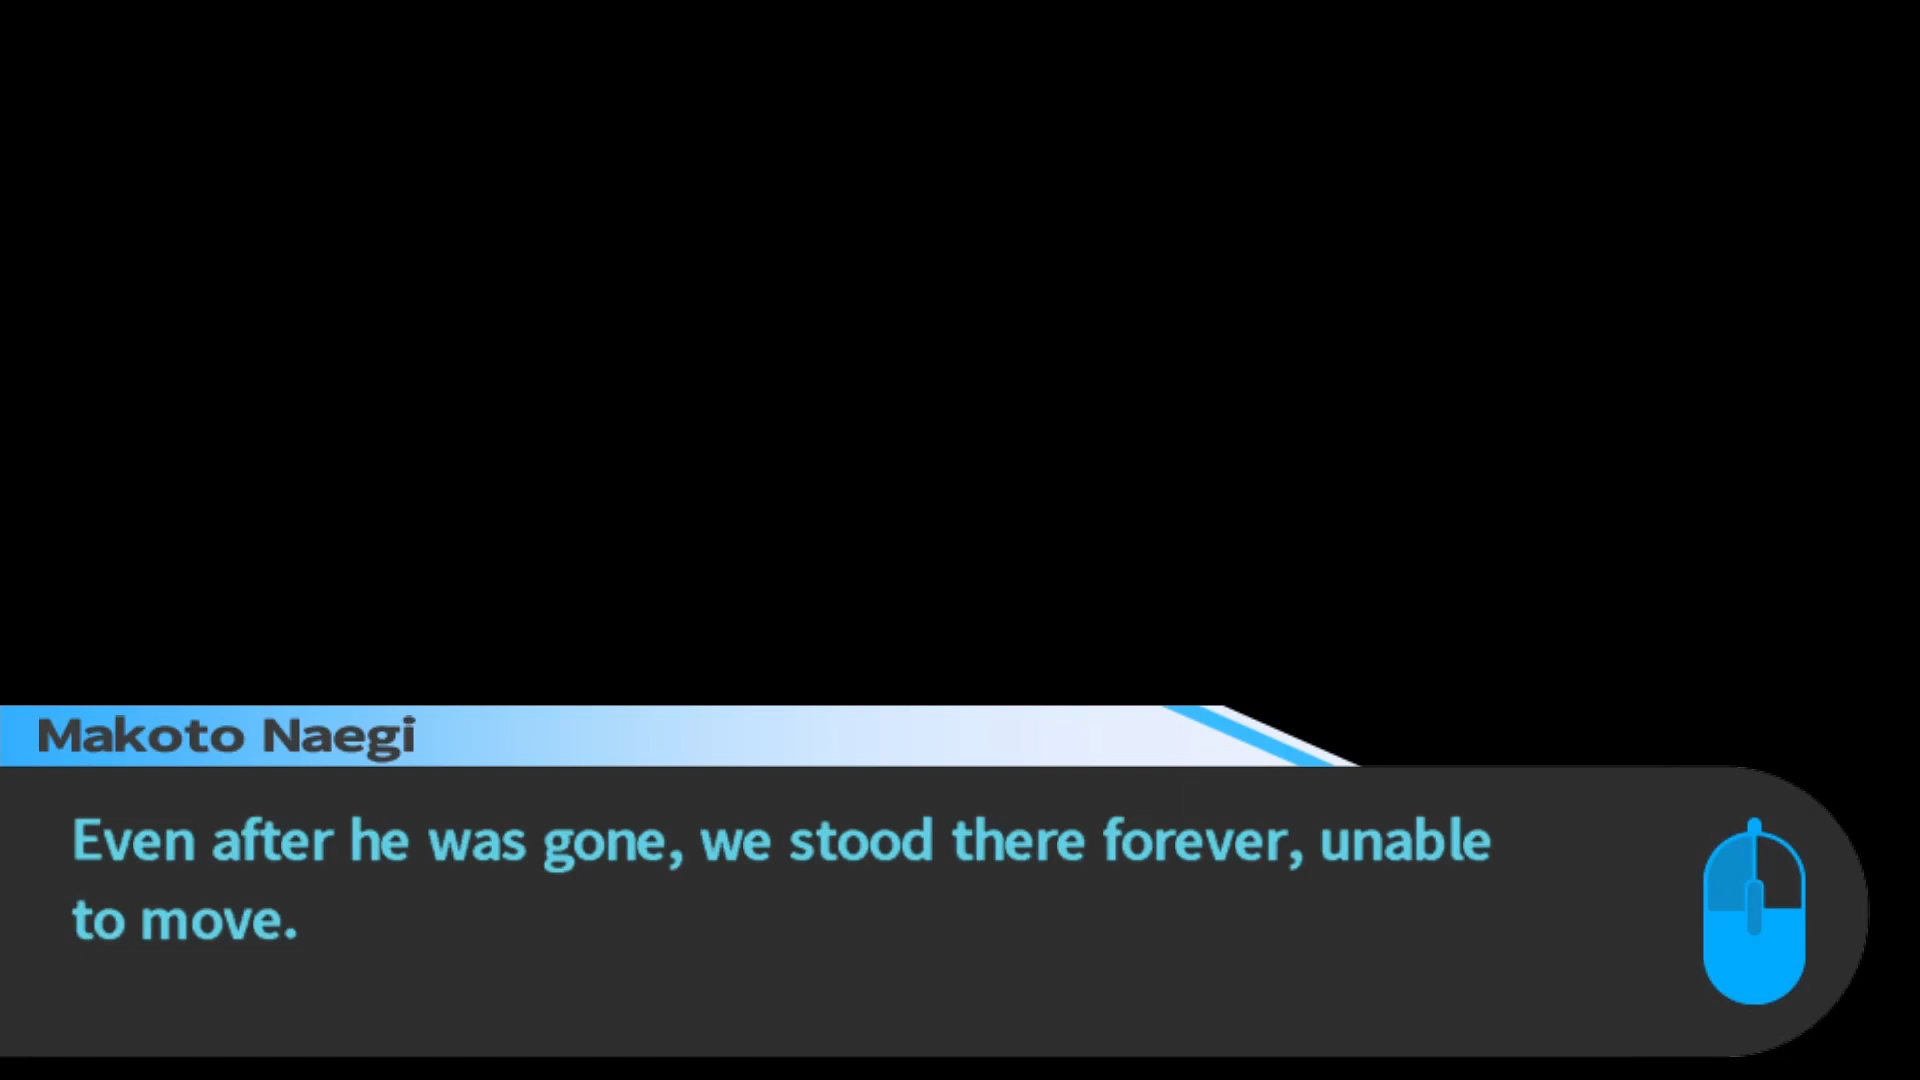 Makoto Naegi
Even after he was gone, we stood there forever, unable
to move.